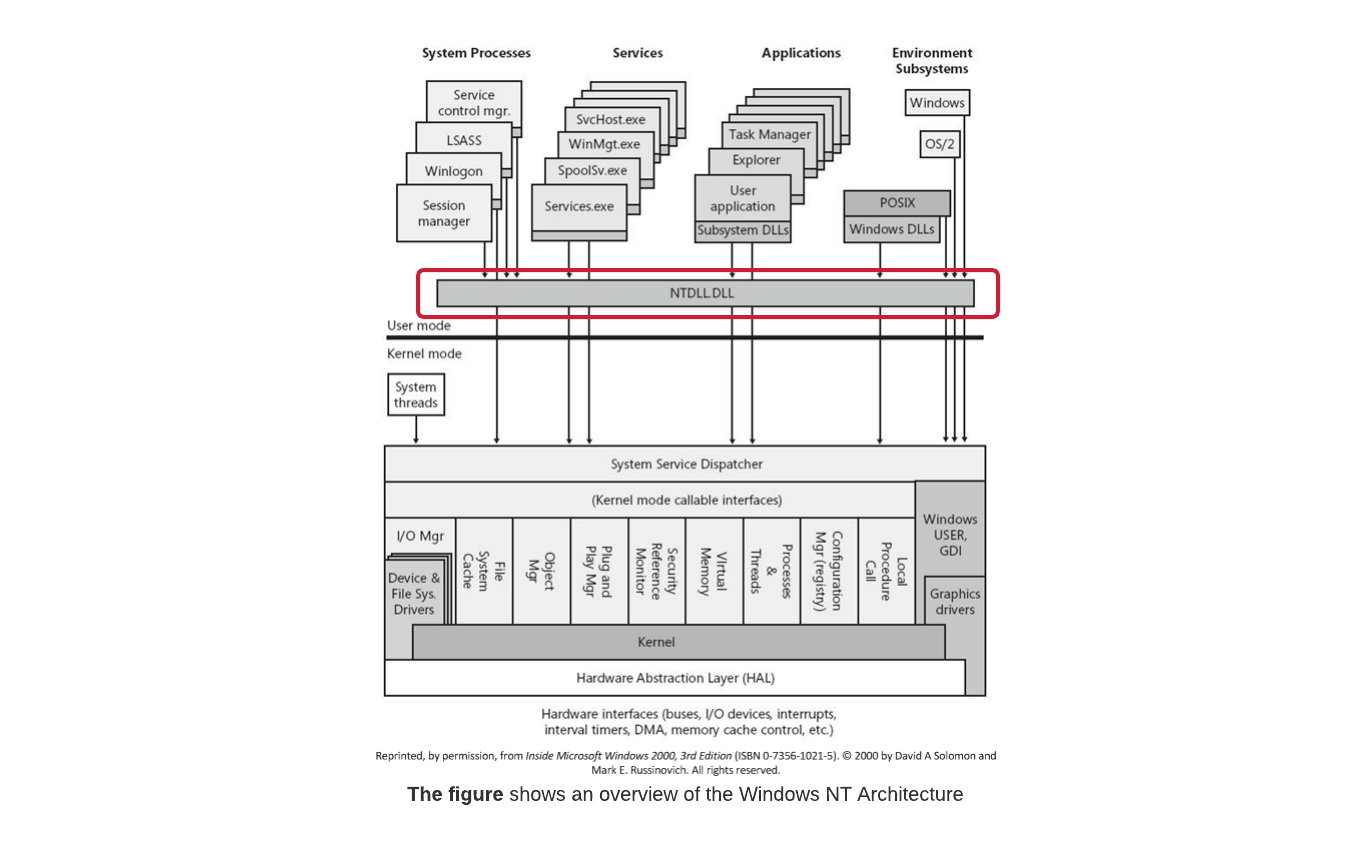 System Processes
Services
Applications
Environment
Subsystems
Service
control mgr.
LSASS
Winlogon
Session
manager
SvcHost.exe
WinMgt.exe
SpoolSv.exe
Services.exe
Task Manager
Explorer
User
application
Subsystem DLLs
Windows
OS/2
POSIX
Windows DLLs
NTDLL.DLL
User mode
Kernel mode
System
threads
System Service Dispatcher
(Kernel mode callable interfaces)
I/O Mgr
Device &
File Sys.
Drivers
File
System
Cache
Object
Mgr
Plug and
Play Mgr
Security
Reference
Monitor
Virtual
Memory
Processes
&
Threads
Configuration
Mgr (registry)
Local
Procedure
Call
Windows
USER,
GDI
Graphics
drivers
Kernel
Hardware Abstraction Layer (HAL)
Hardware interfaces (buses, I/O devices, interrupts,
interval timers, DMA, memory cache control, etc.)
Reprinted, by permission, from Inside Microsoft Windows 2000, 3rd Edition (ISBN 0-7356-1021-5). © 2000 by David A Solomon and
Mark E. Russinovich. All rights reserved.
The figure shows an overview of the Windows NT Architecture